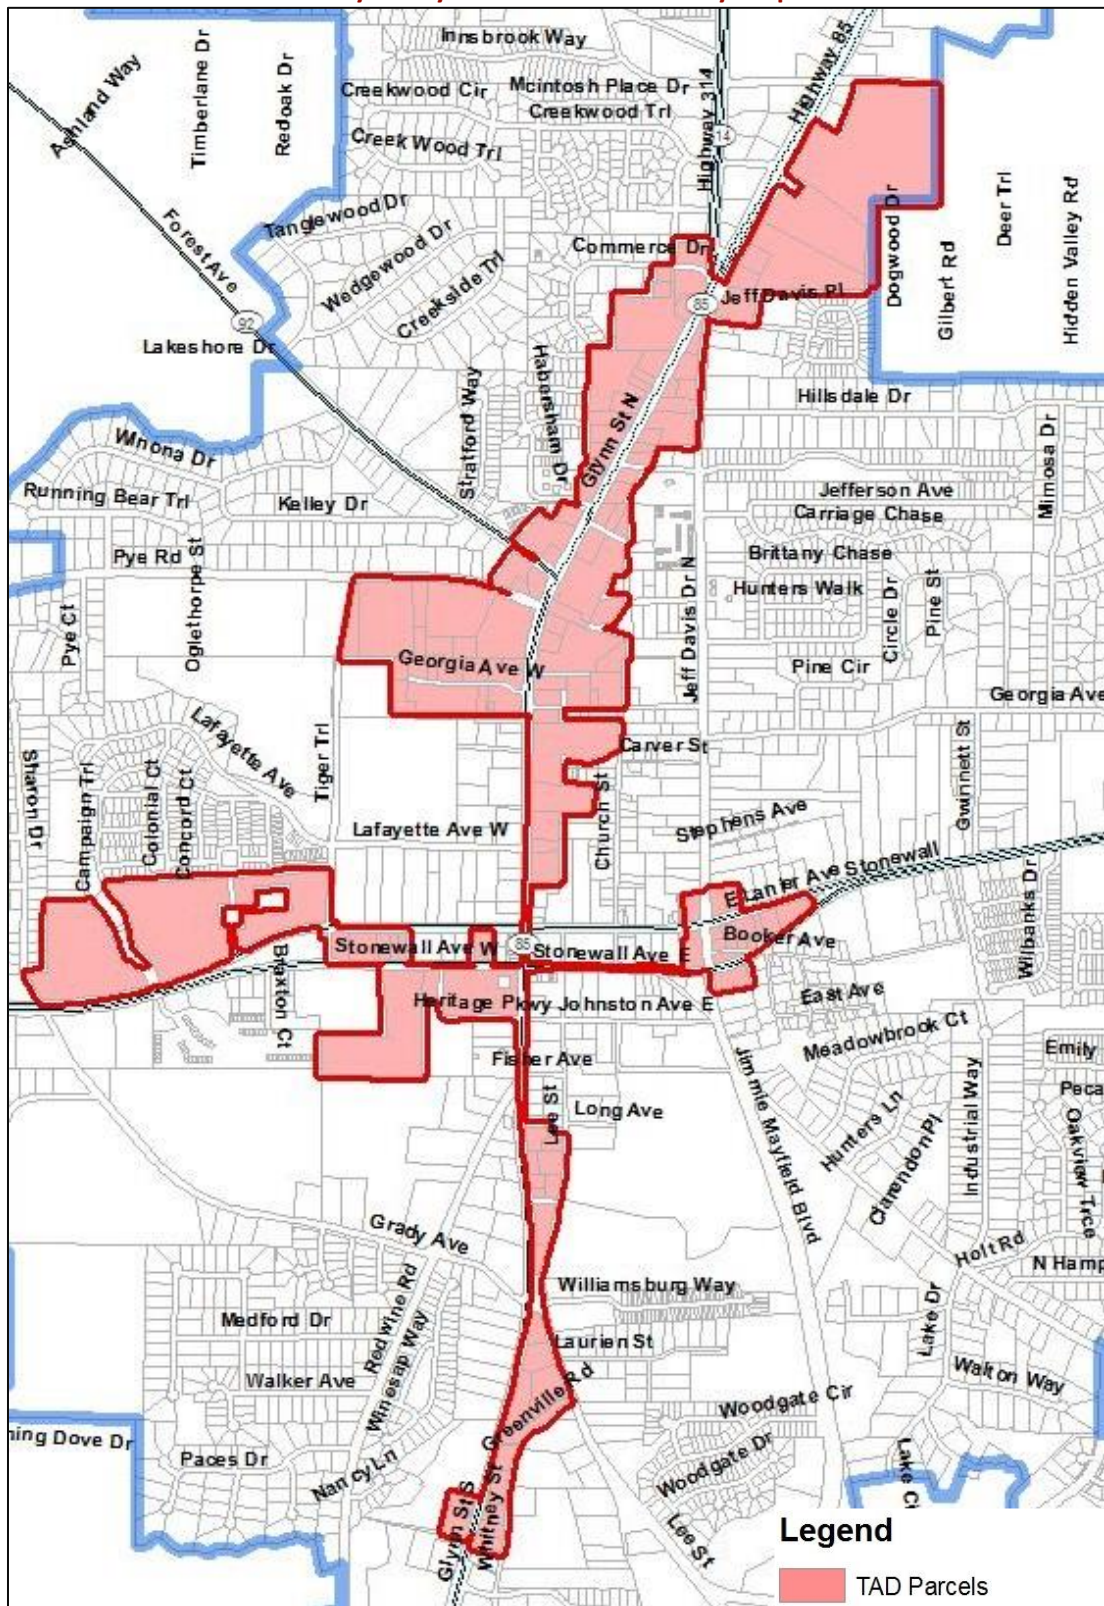 Innsbrook Way
Highway 85
Timberlane Dr
Redoak Dr
Ashland Way
Creekwood Cir
Mcintosh Place Dr
Creekwood Trl
Highway 314
14
Creek Wood Trl
Tanglewood Dr
Wedgewood Dr
Creekside Trl
Commerce Dr
Dogwood Dr
Deer Trl
Hidden Valley Rd
Gilbert Rd
Forest Ave
92
85
Jeff Davis Pl
Lakeshore Dr
Habersham Dr
Stratford Way
Glynn St N
Hillsdale Dr
Mimosa Dr
Winona Dr
Running Bear Trl
Kelley Dr
Jefferson Ave
Carriage Chase
Pye Rd
Oglethorpe St
Brittany Chase
Hunters Walk
Jeff Davis Dr N
Circle Dr
Pine St
Pye Ct
Georgia Ave W
Pine Cir
Georgia Ave
Lafayette Ave
Tiger Trl
Carver St
Gwinnett St
Sharon Dr
Campaign Trl
Colonial Ct
Concord Ct
Lafayette Ave W
Church St
Stephens Ave
E Lanier Ave Stonewall
Wilbanks Dr
Stonewall Ave W
85
Stonewall Ave E
Booker Ave
Braxton Ct
Heritage Pkwy Johnston Ave E
East Ave
Meadowbrook Ct
Fisher Ave
Emily
Lee St
Long Ave
Jimmie Mayfield Blvd
Hunters Ln
Clarendon Pl
Industrial Way
Peca
Oakview Trce
Grady Ave
Holt Rd
N Hamp
Williamsburg Way
Medford Dr
Redwine Rd
Winesap Way
Laurien St
Lake Dr
Walker Ave
Greenville Rd
Walton Way
Woodgate Cir
ning Dove Dr
Paces Dr
Nancy Ln
Woodgate Dr
Glynn St S
Whitney St
Lee St
Legend
TAD Parcels